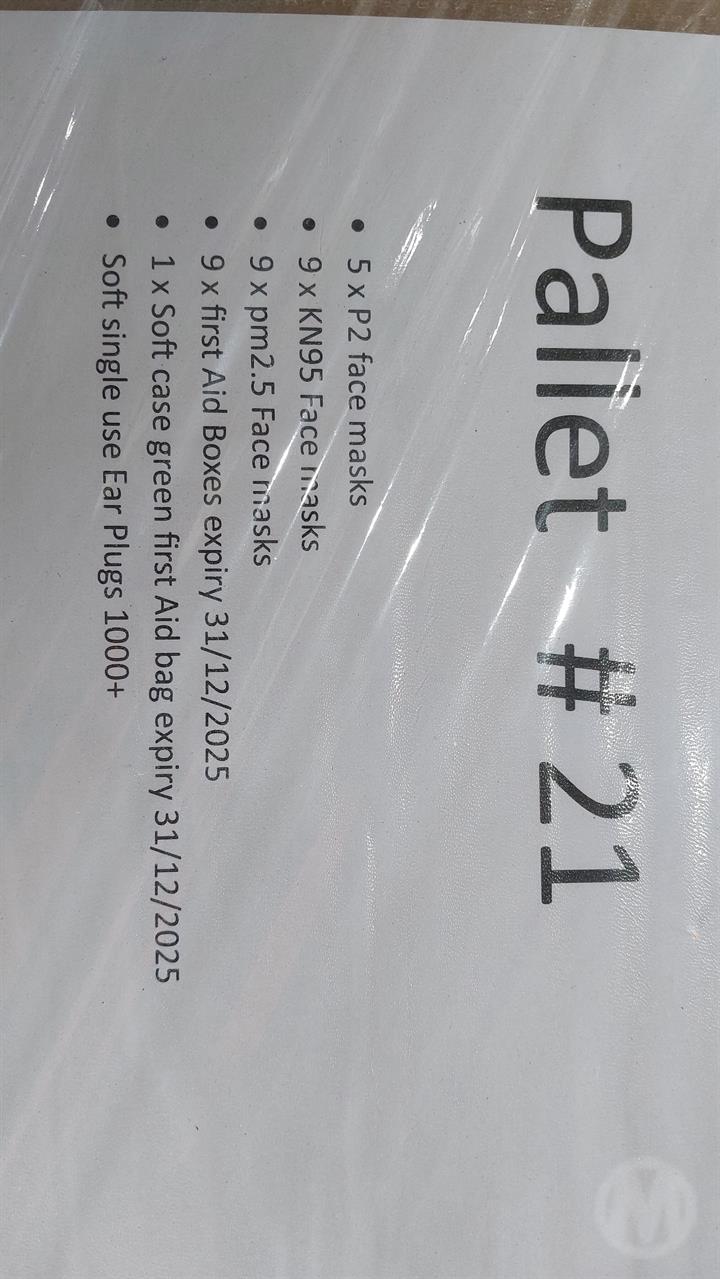 Pallet # 21
• 5 x P2 face masks
• 9 x KN95 Face masks
• 9 x pm2.5 Face masks
• 9 x first Aid Boxes expiry 31/12/2025
• 1 x Soft case green first Aid bag expiry 31/12/2025
• Soft single use Ear Plugs 1000+
M